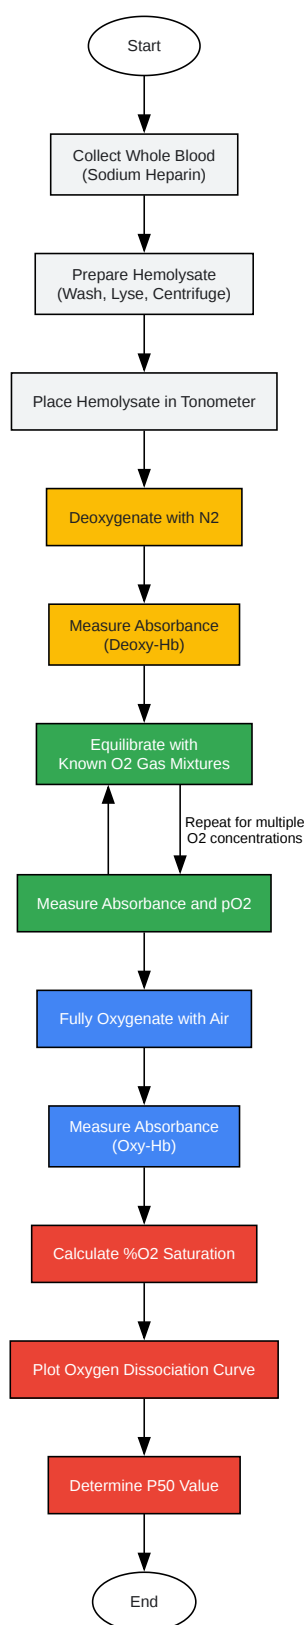 Start
Collect Whole Blood
(Sodium Heparin)
Prepare Hemolysate
(Wash, Lyse, Centrifuge)
Place Hemolysate in Tonometer
Deoxygenate with N2
Measure Absorbance
(Deoxy-Hb)
Equilibrate with
Known O2 Gas Mixtures
Repeat for multiple
O2 concentrations
Measure Absorbance and pO2
Fully Oxygenate with Air
Measure Absorbance
(Oxy-Hb)
Calculate %O2 Saturation
Plot Oxygen Dissociation Curve
Determine P50 Value
End